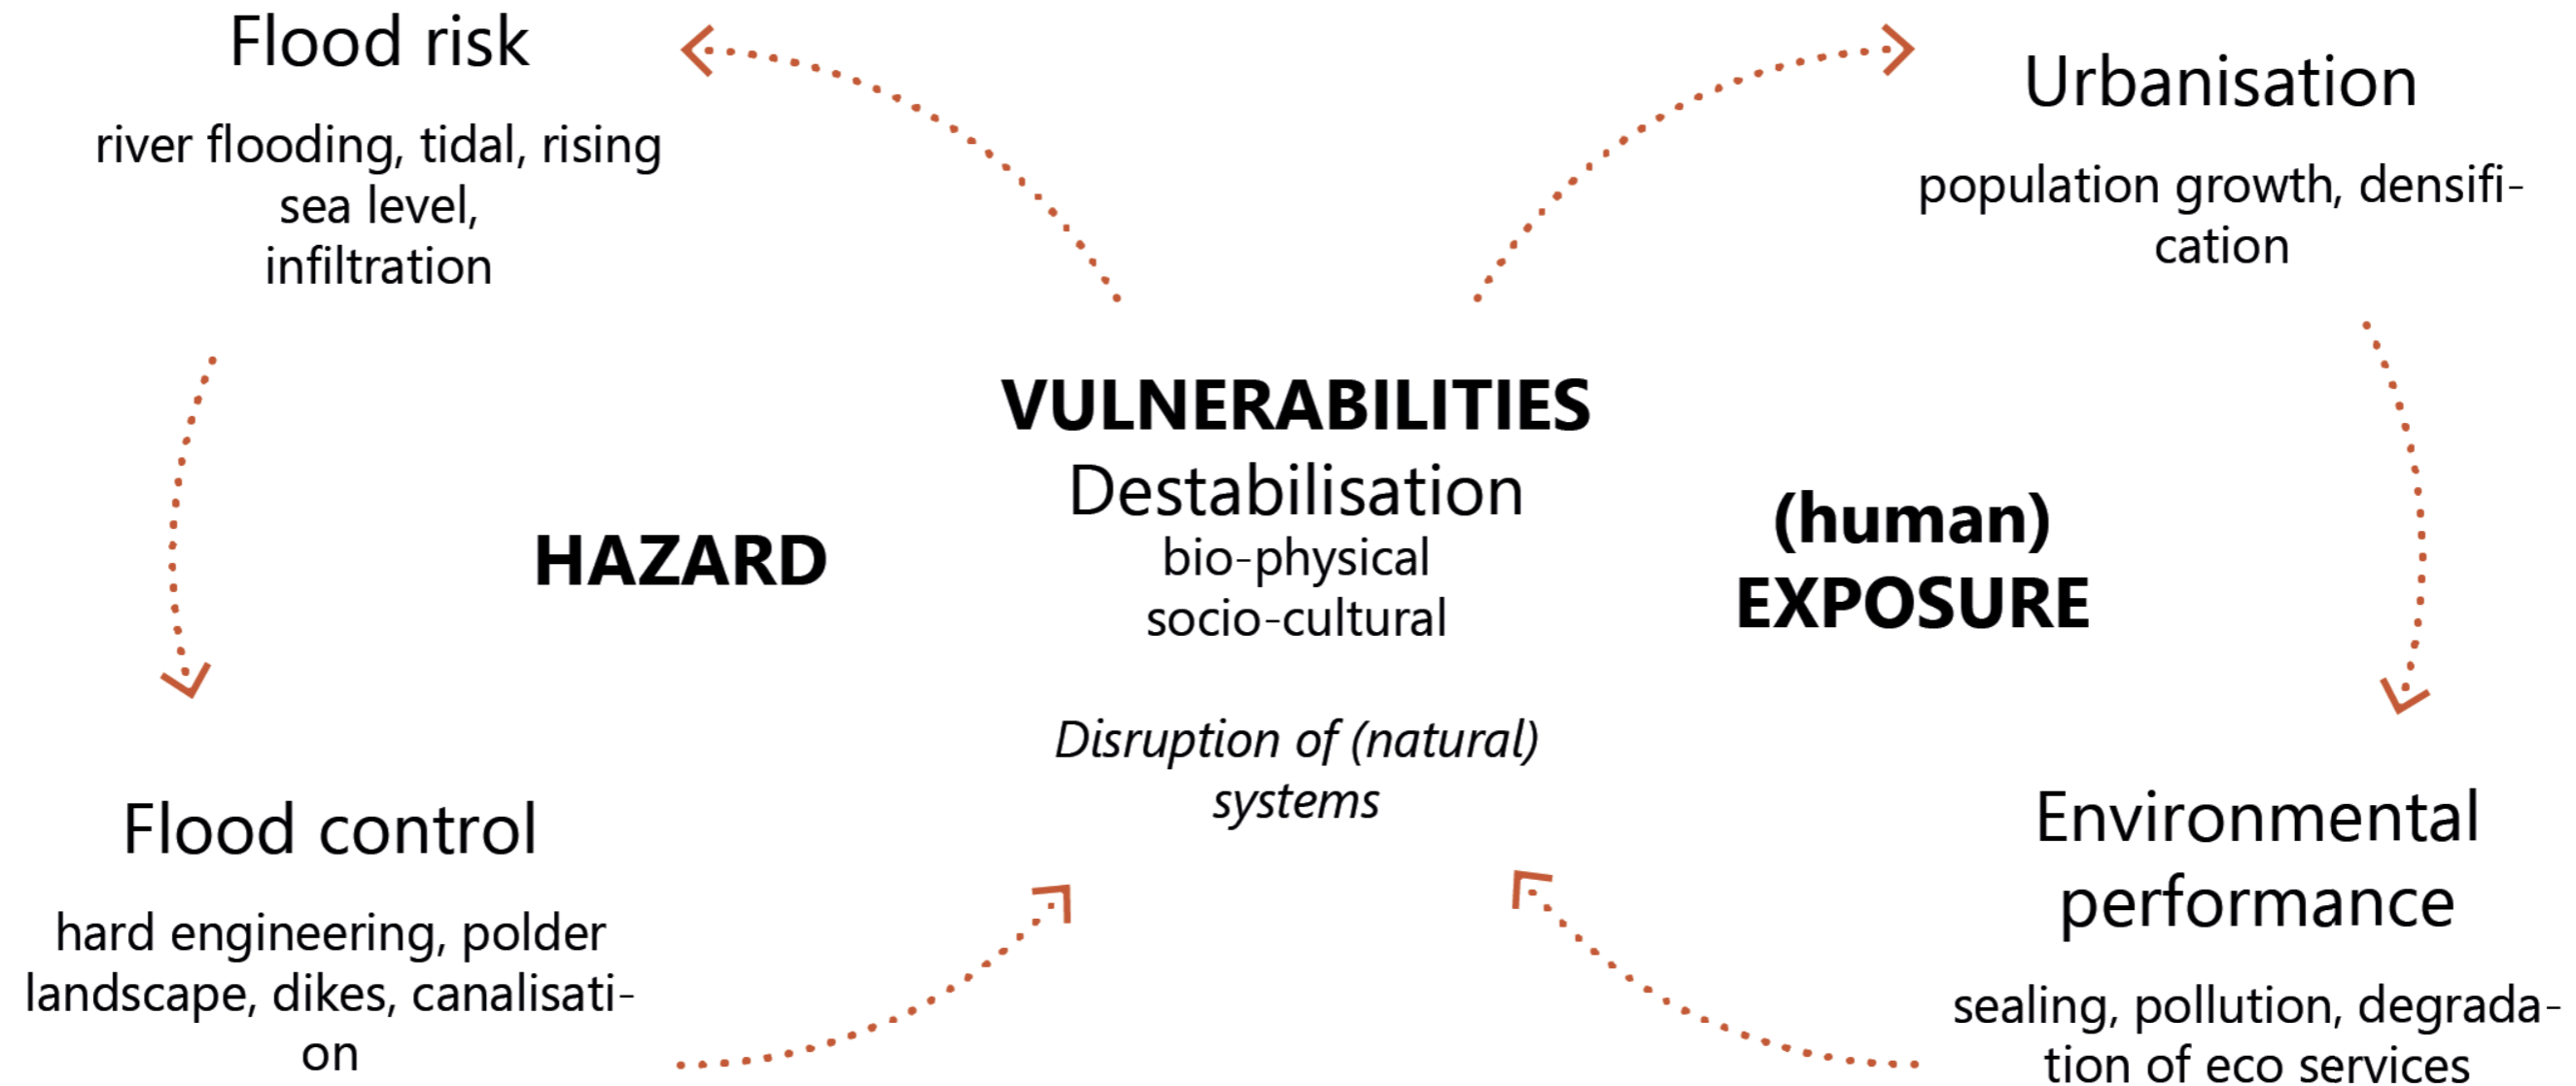 Flood risk
river flooding, tidal, rising
sea level,
infiltration
Urbanisation
population growth, densifi-
cation
VULNERABILITIES
Destabilisation
bio-physical
socio-cultural
HAZARD
(human)
EXPOSURE
Disruption of (natural)
systems
Flood control
hard engineering, polder
landscape, dikes, canalisati-
on
Environmental
performance
sealing, pollution, degrada-
tion of eco services